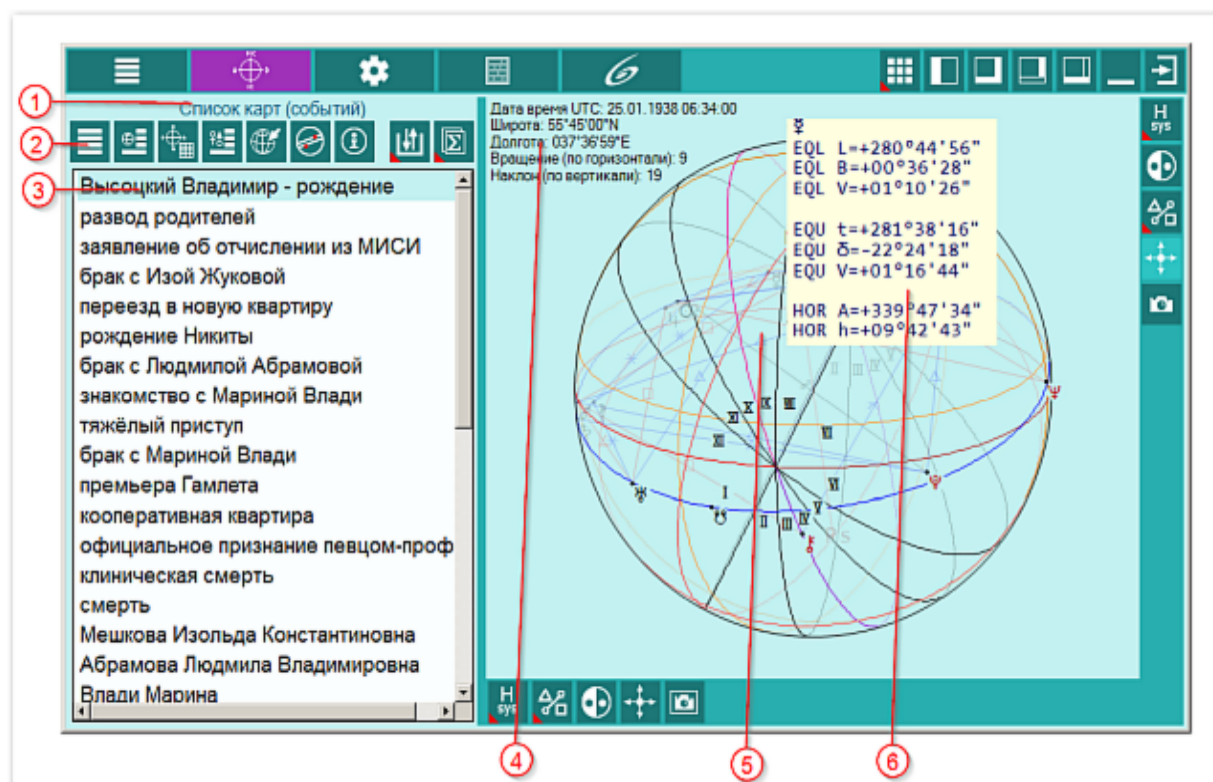 1
Список карт (событий)
2
3
Высоцкий Владимир - рождение
развод родителей
заявление об отчислении из МИСИ
брак с Изой Жуковой
переезд в новую квартиру
рождение Никиты
брак с Людмилой Абрамовой
знакомство с Мариной Влади
тяжёлый приступ
брак с Мариной Влади
премьера Гамлета
кооперативная квартира
официальное признание певцом-проф
клиническая смерть
смерть
Мешкова Изольда Константиновна
Абрамова Людмила Владимировна
Влади Марина
Дата время UTC: 25.01.1938 06:34:00
Широта: 55°45'00"N
Долгота: 037°36'59"E
Вращение (по горизонтали): 9
Наклон (по вертикали): 19
☿
EQL L=+280°44'56"
EQL B=+00°36'28"
EQL V=+01°10'26"
EQU t=+281°38'16"
EQU δ=-22°24'18"
EQU V=+01°16'44"
HOR A=+339°47'34"
HOR h=+09°42'43"
H
sys
H
sys
4
5
6